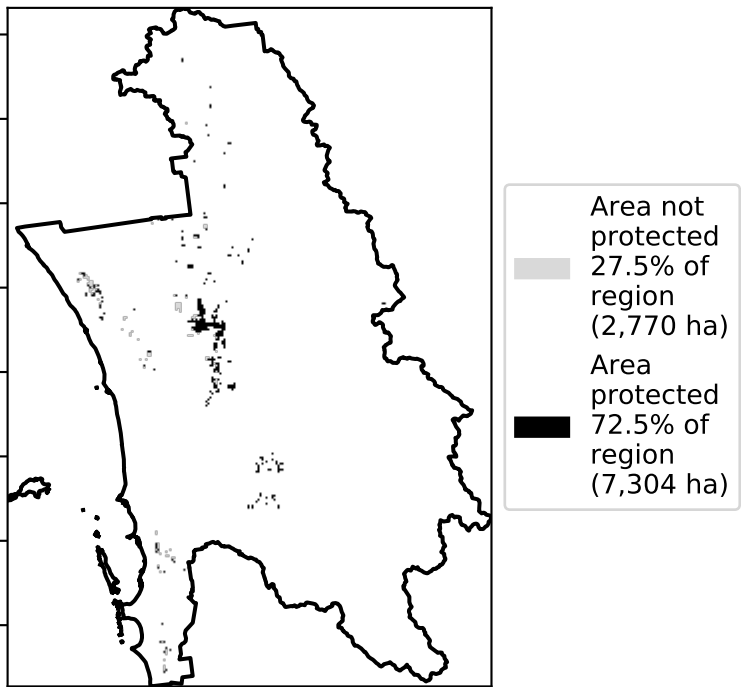 Area not
protected
27.5% of
region
(2,770 ha)
Area
protected
72.5% of
region
(7,304 ha)